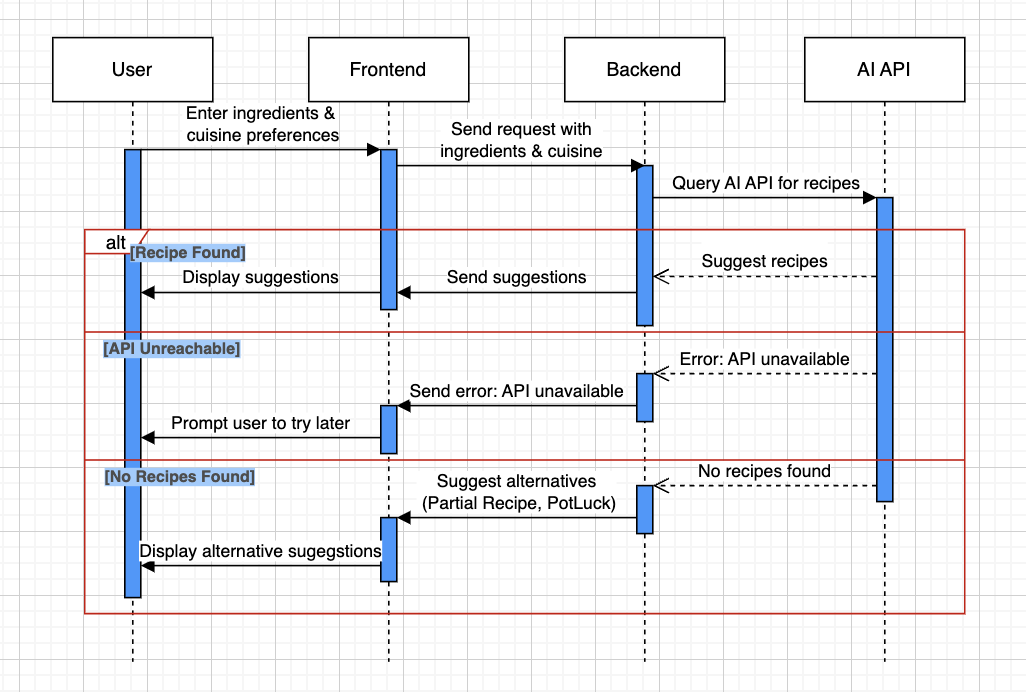 User
Frontend
Backend
AI API
Enter ingredients &
cuisine preferences
Send request with
ingredients & cuisine
Query AI API for recipes
alt
[Recipe Found]
Suggest recipes
Display suggestions
Send suggestions
[API Unreachable]
Error: API unavailable
Send error: API unavailable
Prompt user to try later
[No Recipes Found]
No recipes found
Suggest alternatives
(Partial Recipe, PotLuck)
Display alternative sugegstions